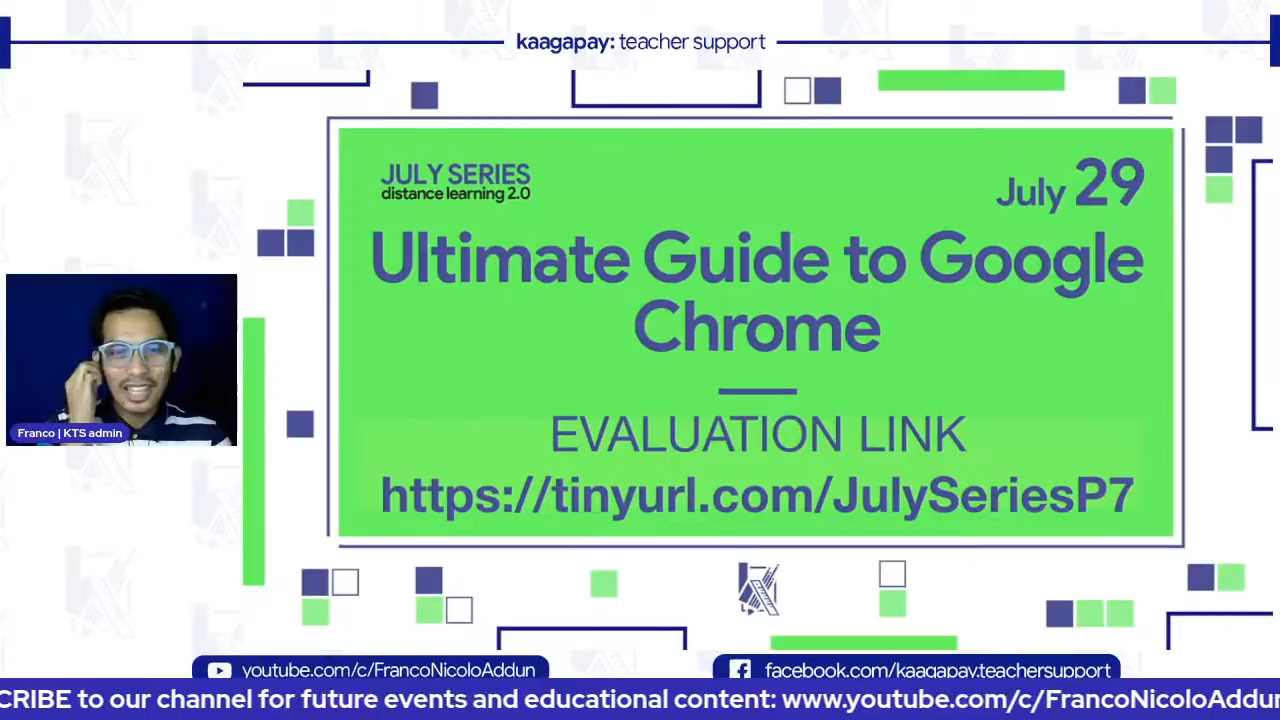 kaagapay: teacher support
JULY SERIES
distance learning 2.0
July 29
Ultimate Guide to Google
Chrome
EVALUATION LINK
https://tinyurl.com/JulySeriesP7
Franco | KTS admin
youtube.com/c/FrancoNicoloAddun
facebook.com/kaagapay.teachersupport
CRIBE to our channel for future events and educational content: www.youtube.com/c/FrancoNicoloAddun